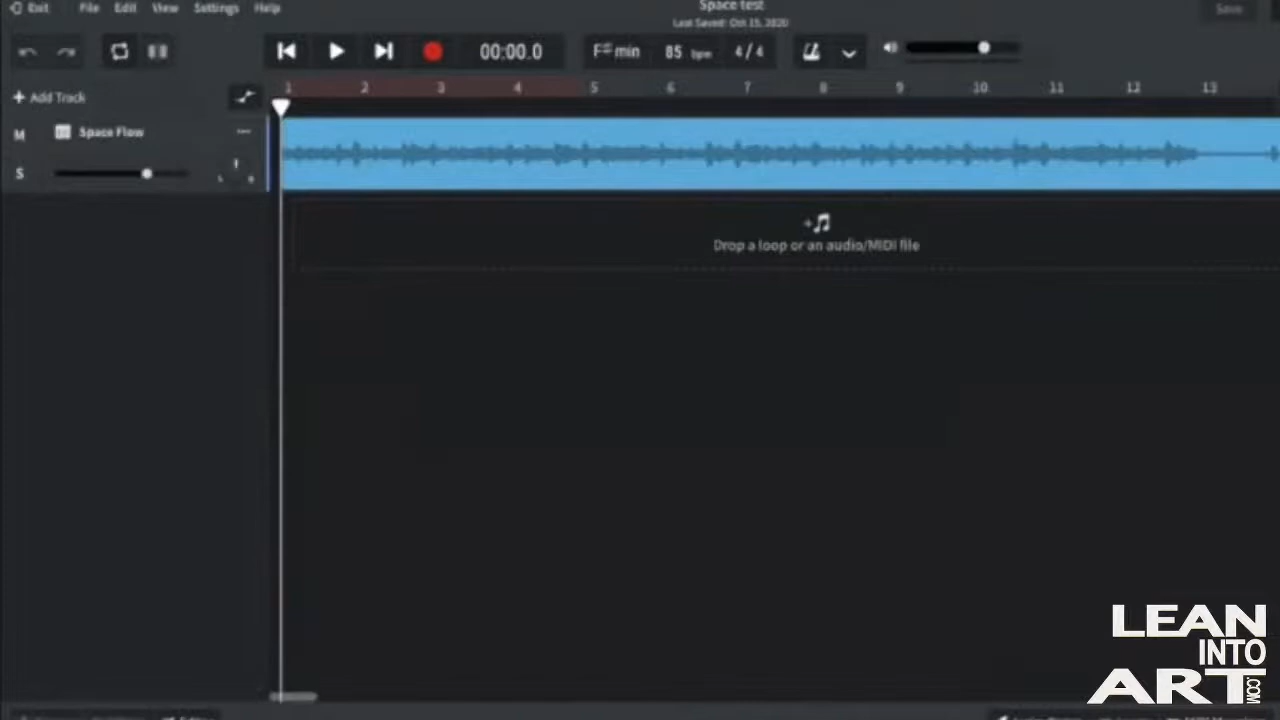 Exit File Edit View Settings Help
Space test
Save
Last Saved: Oct 15, 2020
00:00.0 85 bpm 4/4
+ Add Track
1 2 3 4 5 6 7 8 9 10 11 12 13
M Space Flow
S
Drop a loop or an audio/MIDI file
LEAN
INTO
ART.COM